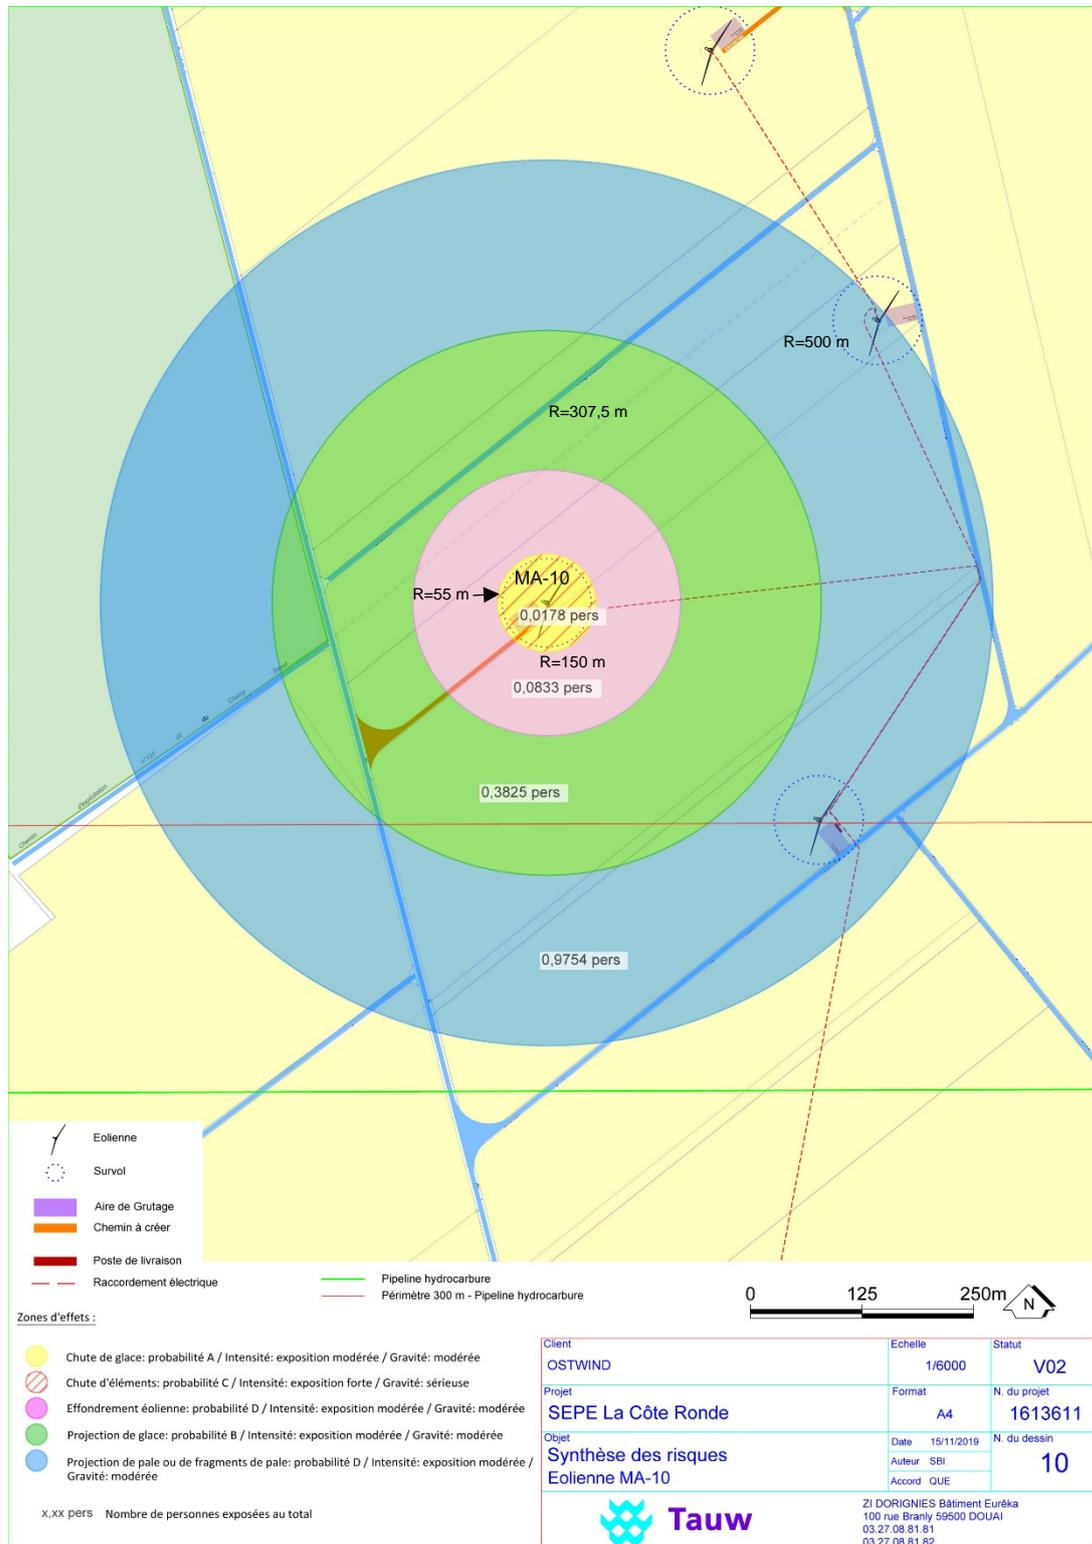 R=500 m
R=307,5 m
MA-10
R=55 m
0,0178 pers
R=150 m
0,0833 pers
Chemin d'exploitation n°117 dit du Champ
0,3825 pers
0,9754 pers
Eolienne
Survol
Aire de Grutage
Chemin à créer
Poste de livraison
Raccordement électrique
Pipeline hydrocarbure
Périmètre 300 m - Pipeline hydrocarbure
0 125 250m
N
Zones d'effets :
Chute de glace: probabilité A / Intensité: exposition modérée / Gravité: modérée
Chute d'éléments: probabilité C / Intensité: exposition forte / Gravité: sérieuse
Effondrement éolienne: probabilité D / Intensité: exposition modérée / Gravité: modérée
Projection de glace: probabilité B / Intensité: exposition modérée / Gravité: modérée
Projection de pale ou de fragments de pale: probabilité D / Intensité: exposition modérée /
Gravité: modérée
x,xx pers Nombre de personnes exposées au total
Client
OSTWIND
Echelle
1/6000
Statut
V02
Projet
SEPE La Côte Ronde
Format
A4
N. du projet
1613611
Objet
Synthèse des risques
Eolienne MA-10
Date 15/11/2019
Auteur SBI
Accord QUE
N. du dessin
10
Tauw
ZI DORIGNIES Bâtiment Eurêka
100 rue Branly 59500 DOUAI
03.27.08.81.81
03.27.08.81.82